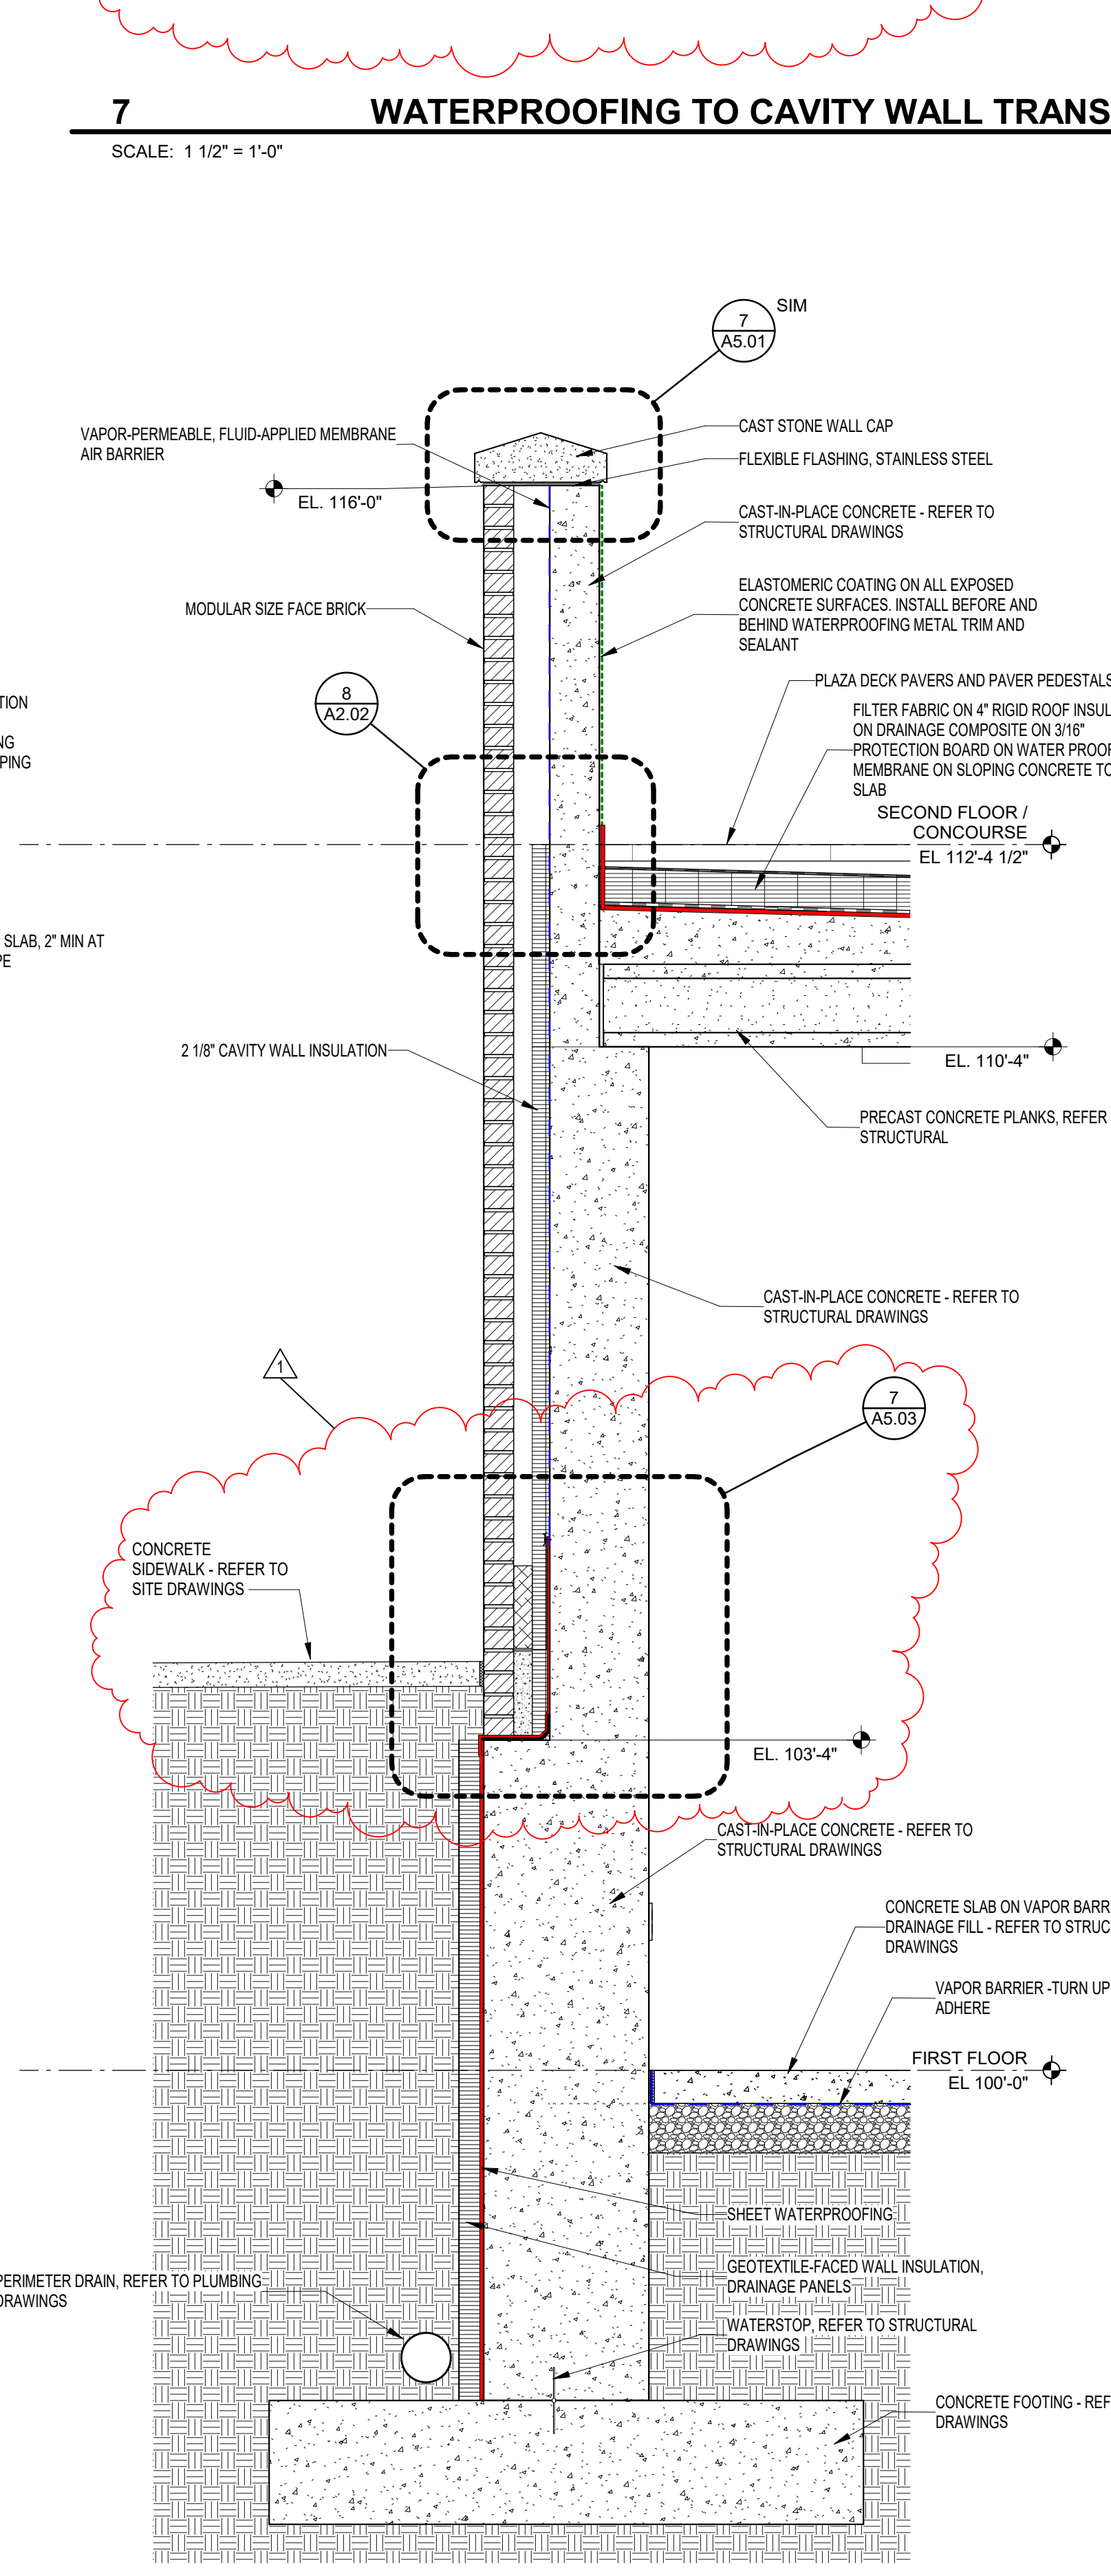 7
WATERPROOFING TO CAVITY WALL TRANS
SCALE: 1 1/2" = 1'-0"
7
A5.01
SIM
VAPOR-PERMEABLE, FLUID-APPLIED MEMBRANE
AIR BARRIER
CAST STONE WALL CAP
FLEXIBLE FLASHING, STAINLESS STEEL
EL. 116'-0"
CAST-IN-PLACE CONCRETE - REFER TO
STRUCTURAL DRAWINGS
MODULAR SIZE FACE BRICK
ELASTOMERIC COATING ON ALL EXPOSED
CONCRETE SURFACES. INSTALL BEFORE AND
BEHIND WATERPROOFING METAL TRIM AND
SEALANT
8
A2.02
PLAZA DECK PAVERS AND PAVER PEDESTALS
TION
NG
PING
FILTER FABRIC ON 4" RIGID ROOF INSUL
ON DRAINAGE COMPOSITE ON 3/16"
PROTECTION BOARD ON WATER PROOF
MEMBRANE ON SLOPING CONCRETE TO
SLAB
SECOND FLOOR /
CONCOURSE
EL 112'-4 1/2"
SLAB, 2" MIN AT
PE
2 1/8" CAVITY WALL INSULATION
EL. 110'-4"
PRECAST CONCRETE PLANKS, REFER
STRUCTURAL
CAST-IN-PLACE CONCRETE - REFER TO
STRUCTURAL DRAWINGS
1
7
A5.03
CONCRETE
SIDEWALK - REFER TO
SITE DRAWINGS
EL. 103'-4"
CAST-IN-PLACE CONCRETE - REFER TO
STRUCTURAL DRAWINGS
CONCRETE SLAB ON VAPOR BARR
DRAINAGE FILL - REFER TO STRUC
DRAWINGS
VAPOR BARRIER -TURN UP
ADHERE
FIRST FLOOR
EL 100'-0"
SHEET WATERPROOFING
GEOTEXTILE-FACED WALL INSULATION,
DRAINAGE PANELS
PERIMETER DRAIN, REFER TO PLUMBING
DRAWINGS
WATERSTOP, REFER TO STRUCTURAL
DRAWINGS
CONCRETE FOOTING - REF
DRAWINGS